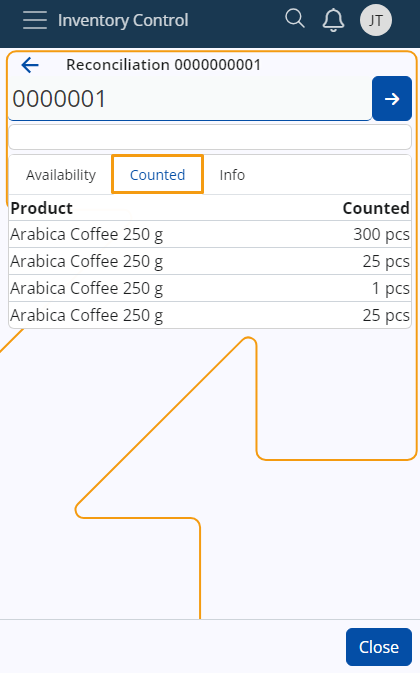 Inventory Control JT
Reconciliation 0000000001
0000001
Availability Counted Info
Product Counted
Arabica Coffee 250 g 300 pcs
Arabica Coffee 250 g 25 pcs
Arabica Coffee 250 g 1 pcs
Arabica Coffee 250 g 25 pcs
Close